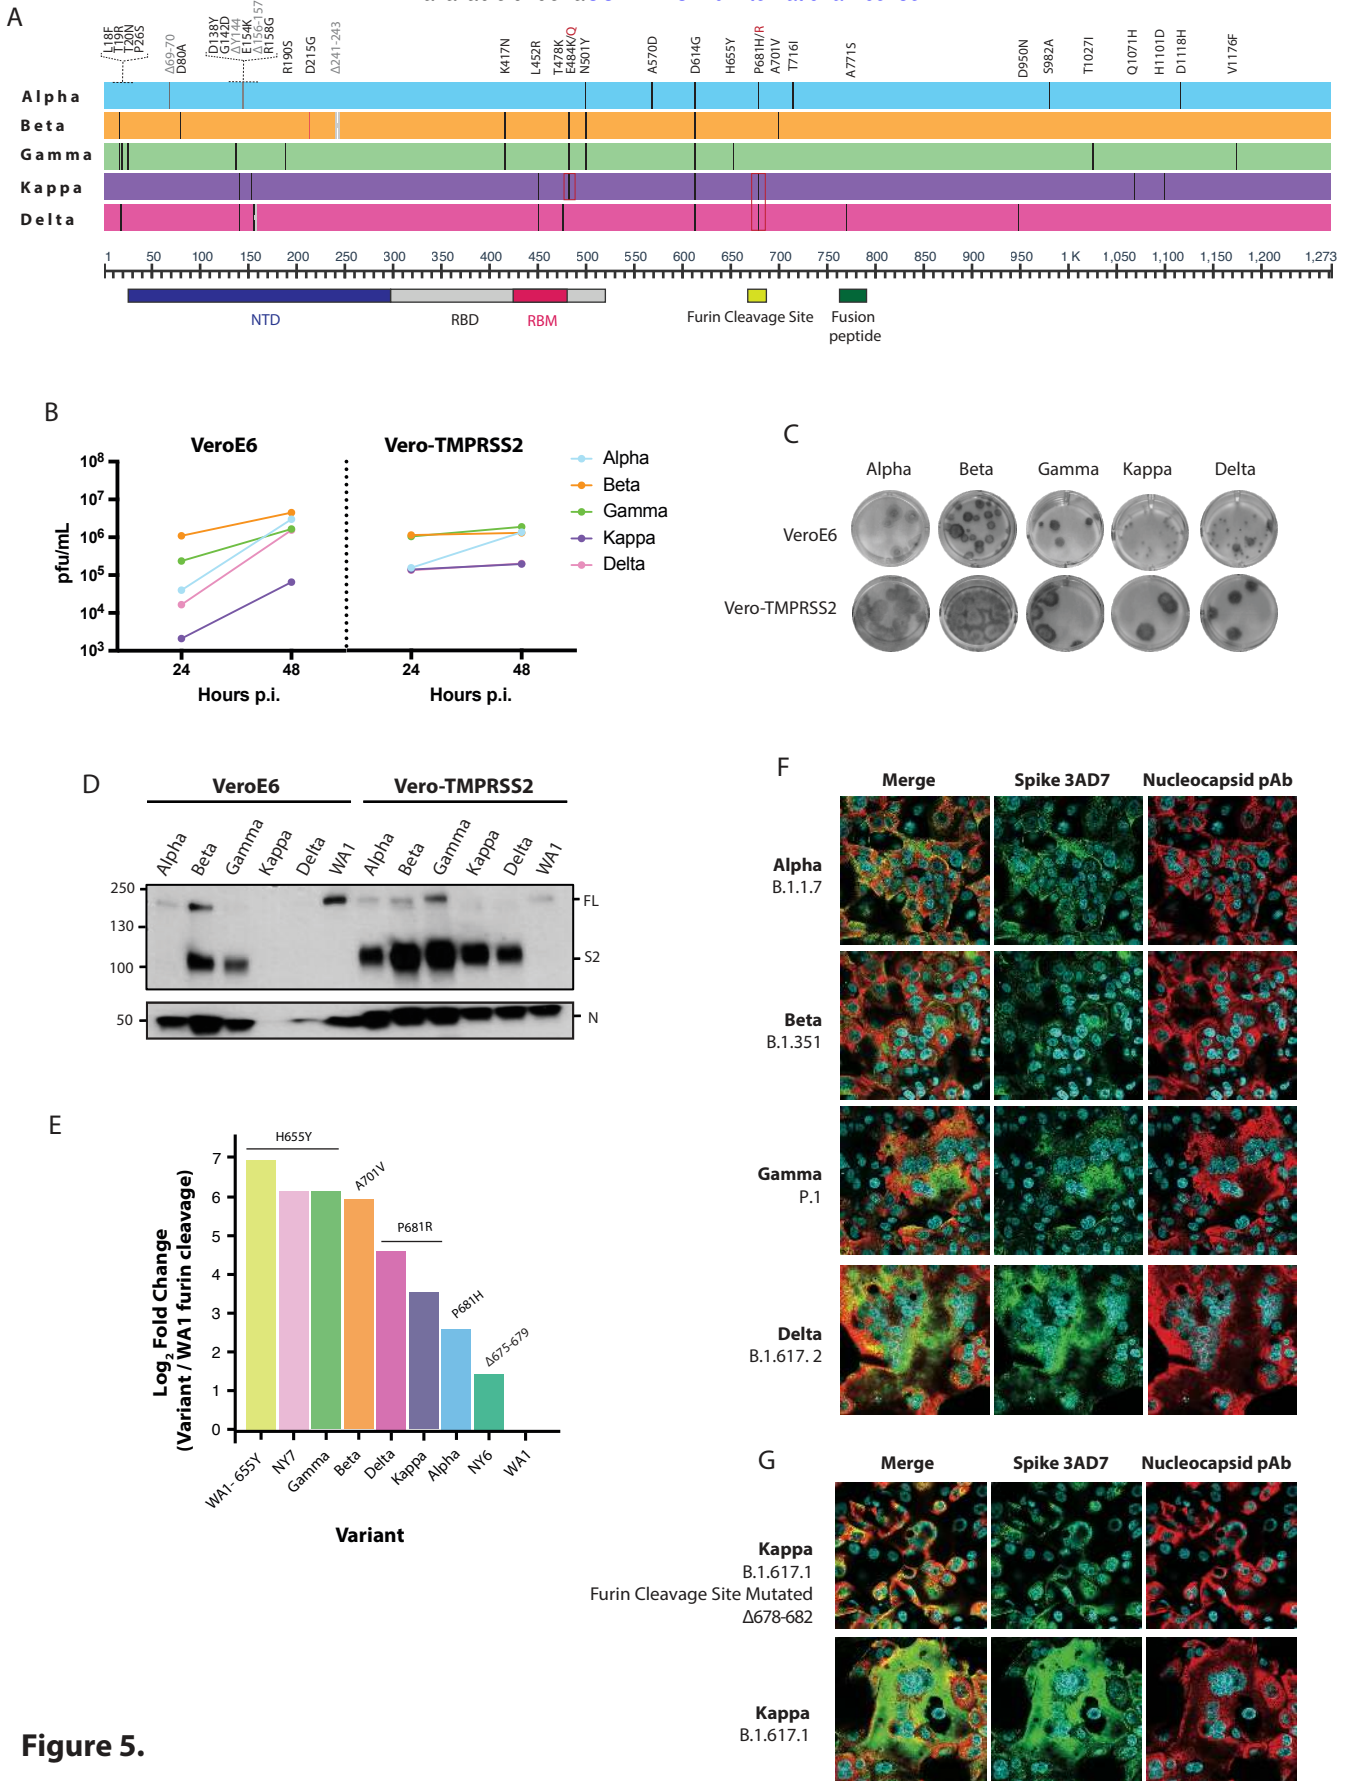 A
L18F
T19R
T20N
P26S
Δ69-70
D80A
D138Y
G142D
ΔY144
E154K
Δ156-157
R158G
R190S
D215G
Δ241-243
K417N
L452R
T478K
E484K/Q
N501Y
A570D
D614G
H655Y
P681H/R
A701V
T716I
A771S
D950N
S982A
T1027I
Q1071H
H1101D
D1118H
V1176F
Alpha
Beta
Gamma
Kappa
Delta
1 50 100 150 200 250 300 350 400 450 500 550 600 650 700 750 800 850 900 950 1 K 1,050 1,100 1,150 1,200 1,273
NTD RBD RBM Furin Cleavage Site Fusion
peptide
B
VeroE6 Vero-TMPRSS2
pfu/mL
10⁸
10⁷
10⁶
10⁵
10⁴
10³
24 48 24 48
Hours p.i. Hours p.i.
Alpha
Beta
Gamma
Kappa
Delta
C
Alpha Beta Gamma Kappa Delta
VeroE6
Vero-TMPRSS2
D
VeroE6 Vero-TMPRSS2
Alpha Beta Gamma Kappa Delta WA1 Alpha Beta Gamma Kappa Delta WA1
250
130
100
50
FL
S2
N
E
Log₂ Fold Change
(Variant / WA1 furin cleavage)
7
6
5
4
3
2
1
0
H655Y
A701V
P681R
P681H
Δ675-679
WA1-655Y NY7 Gamma Beta Delta Kappa Alpha NY6 WA1
Variant
F
Merge Spike 3AD7 Nucleocapsid pAb
Alpha
B.1.1.7
Beta
B.1.351
Gamma
P.1
Delta
B.1.617. 2
G
Merge Spike 3AD7 Nucleocapsid pAb
Kappa
B.1.617.1
Furin Cleavage Site Mutated
Δ678-682
Kappa
B.1.617.1
Figure 5.